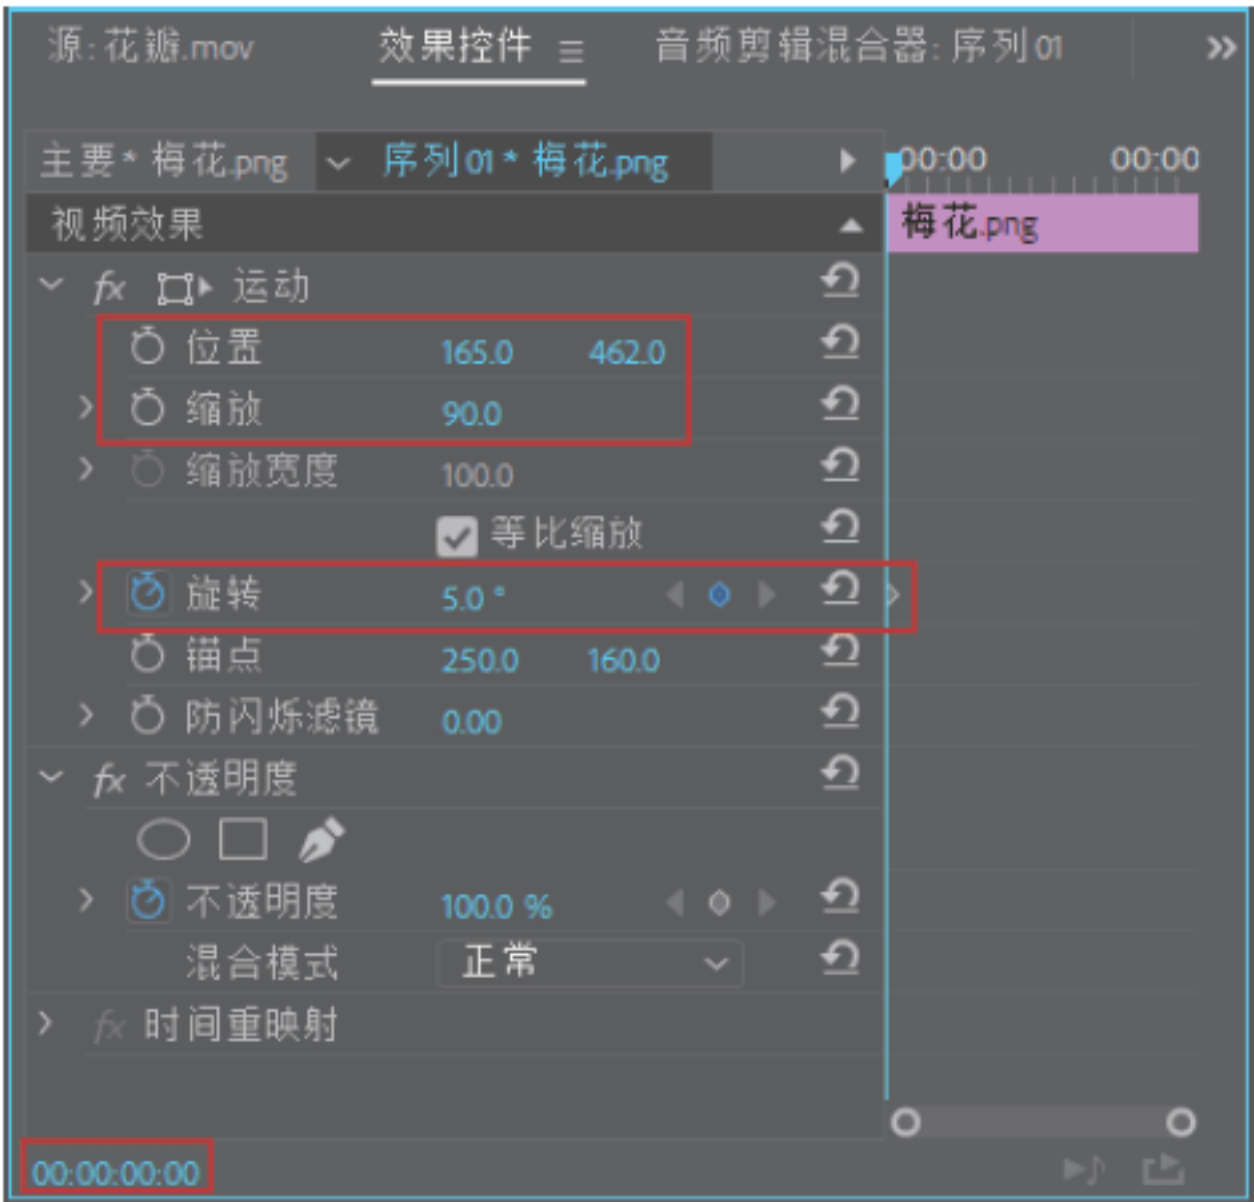 源: 花瓣.mov 效果控件 音频剪辑混合器: 序列 01
主要 * 梅花.png 序列 01 * 梅花.png 00:00 00:00
视频效果 梅花.png
fx 运动
位置 165.0 462.0
缩放 90.0
缩放宽度 100.0
等比缩放
旋转 5.0 °
锚点 250.0 160.0
防闪烁滤镜 0.00
fx 不透明度
不透明度 100.0 %
混合模式 正常
fx 时间重映射
00:00:00:00